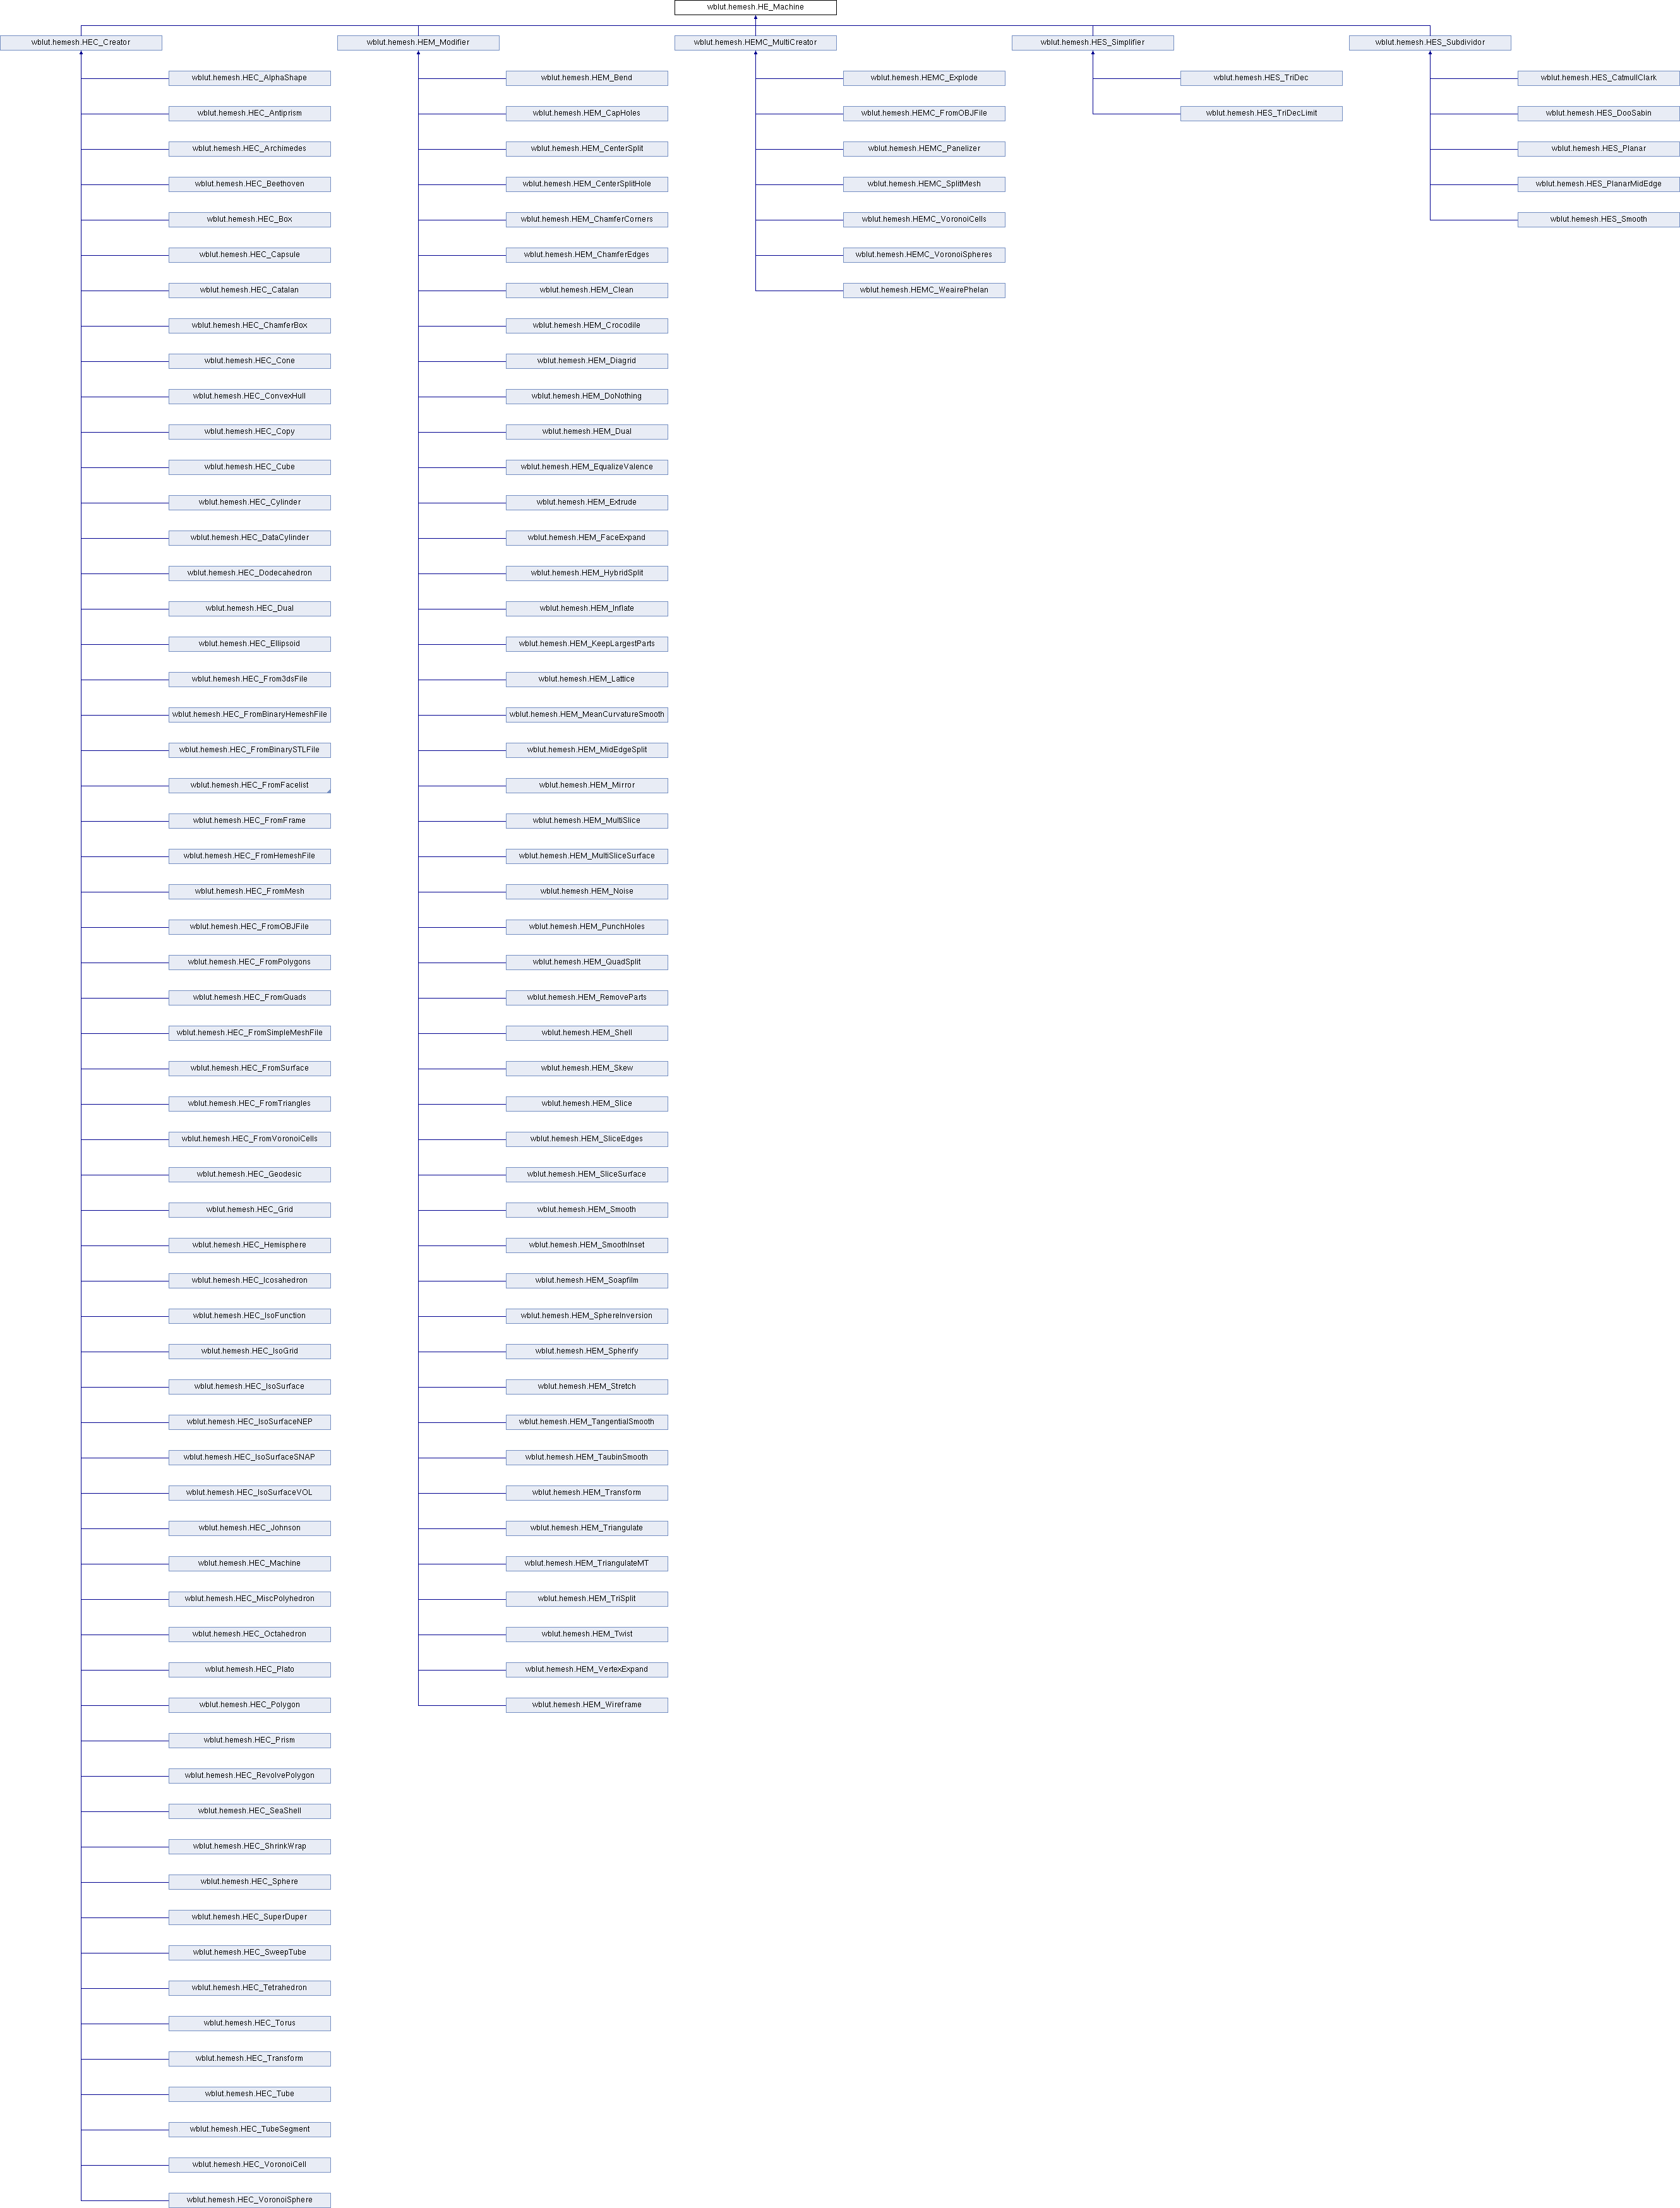 wblut.hemesh.HE_Machine
wblut.hemesh.HEC_Creator
wblut.hemesh.HEM_Modifier
wblut.hemesh.HEMC_MultiCreator
wblut.hemesh.HES_Simplifier
wblut.hemesh.HES_Subdividor
wblut.hemesh.HEC_AlphaShape
wblut.hemesh.HEC_Antiprism
wblut.hemesh.HEC_Archimedes
wblut.hemesh.HEC_Beethoven
wblut.hemesh.HEC_Box
wblut.hemesh.HEC_Capsule
wblut.hemesh.HEC_Catalan
wblut.hemesh.HEC_ChamferBox
wblut.hemesh.HEC_Cone
wblut.hemesh.HEC_ConvexHull
wblut.hemesh.HEC_Copy
wblut.hemesh.HEC_Cube
wblut.hemesh.HEC_Cylinder
wblut.hemesh.HEC_DataCylinder
wblut.hemesh.HEC_Dodecahedron
wblut.hemesh.HEC_Dual
wblut.hemesh.HEC_Ellipsoid
wblut.hemesh.HEC_From3dsFile
wblut.hemesh.HEC_FromBinaryHemeshFile
wblut.hemesh.HEC_FromBinarySTLFile
wblut.hemesh.HEC_FromFacelist
wblut.hemesh.HEC_FromFrame
wblut.hemesh.HEC_FromHemeshFile
wblut.hemesh.HEC_FromMesh
wblut.hemesh.HEC_FromOBJFile
wblut.hemesh.HEC_FromPolygons
wblut.hemesh.HEC_FromQuads
wblut.hemesh.HEC_FromSimpleMeshFile
wblut.hemesh.HEC_FromSurface
wblut.hemesh.HEC_FromTriangles
wblut.hemesh.HEC_FromVoronoiCells
wblut.hemesh.HEC_Geodesic
wblut.hemesh.HEC_Grid
wblut.hemesh.HEC_Hemisphere
wblut.hemesh.HEC_Icosahedron
wblut.hemesh.HEC_IsoFunction
wblut.hemesh.HEC_IsoGrid
wblut.hemesh.HEC_IsoSurface
wblut.hemesh.HEC_IsoSurfaceNEP
wblut.hemesh.HEC_IsoSurfaceSNAP
wblut.hemesh.HEC_IsoSurfaceVOL
wblut.hemesh.HEC_Johnson
wblut.hemesh.HEC_Machine
wblut.hemesh.HEC_MiscPolyhedron
wblut.hemesh.HEC_Octahedron
wblut.hemesh.HEC_Plato
wblut.hemesh.HEC_Polygon
wblut.hemesh.HEC_Prism
wblut.hemesh.HEC_RevolvePolygon
wblut.hemesh.HEC_SeaShell
wblut.hemesh.HEC_ShrinkWrap
wblut.hemesh.HEC_Sphere
wblut.hemesh.HEC_SuperDuper
wblut.hemesh.HEC_SweepTube
wblut.hemesh.HEC_Tetrahedron
wblut.hemesh.HEC_Torus
wblut.hemesh.HEC_Transform
wblut.hemesh.HEC_Tube
wblut.hemesh.HEC_TubeSegment
wblut.hemesh.HEC_VoronoiCell
wblut.hemesh.HEC_VoronoiSphere
wblut.hemesh.HEM_Bend
wblut.hemesh.HEM_CapHoles
wblut.hemesh.HEM_CenterSplit
wblut.hemesh.HEM_CenterSplitHole
wblut.hemesh.HEM_ChamferCorners
wblut.hemesh.HEM_ChamferEdges
wblut.hemesh.HEM_Clean
wblut.hemesh.HEM_Crocodile
wblut.hemesh.HEM_Diagrid
wblut.hemesh.HEM_DoNothing
wblut.hemesh.HEM_Dual
wblut.hemesh.HEM_EqualizeValence
wblut.hemesh.HEM_Extrude
wblut.hemesh.HEM_FaceExpand
wblut.hemesh.HEM_HybridSplit
wblut.hemesh.HEM_Inflate
wblut.hemesh.HEM_KeepLargestParts
wblut.hemesh.HEM_Lattice
wblut.hemesh.HEM_MeanCurvatureSmooth
wblut.hemesh.HEM_MidEdgeSplit
wblut.hemesh.HEM_Mirror
wblut.hemesh.HEM_MultiSlice
wblut.hemesh.HEM_MultiSliceSurface
wblut.hemesh.HEM_Noise
wblut.hemesh.HEM_PunchHoles
wblut.hemesh.HEM_QuadSplit
wblut.hemesh.HEM_RemoveParts
wblut.hemesh.HEM_Shell
wblut.hemesh.HEM_Skew
wblut.hemesh.HEM_Slice
wblut.hemesh.HEM_SliceEdges
wblut.hemesh.HEM_SliceSurface
wblut.hemesh.HEM_Smooth
wblut.hemesh.HEM_SmoothInset
wblut.hemesh.HEM_Soapfilm
wblut.hemesh.HEM_SphereInversion
wblut.hemesh.HEM_Spherify
wblut.hemesh.HEM_Stretch
wblut.hemesh.HEM_TangentialSmooth
wblut.hemesh.HEM_TaubinSmooth
wblut.hemesh.HEM_Transform
wblut.hemesh.HEM_Triangulate
wblut.hemesh.HEM_TriangulateMT
wblut.hemesh.HEM_TriSplit
wblut.hemesh.HEM_Twist
wblut.hemesh.HEM_VertexExpand
wblut.hemesh.HEM_Wireframe
wblut.hemesh.HEMC_Explode
wblut.hemesh.HEMC_FromOBJFile
wblut.hemesh.HEMC_Panelizer
wblut.hemesh.HEMC_SplitMesh
wblut.hemesh.HEMC_VoronoiCells
wblut.hemesh.HEMC_VoronoiSpheres
wblut.hemesh.HEMC_WeairePhelan
wblut.hemesh.HES_TriDec
wblut.hemesh.HES_TriDecLimit
wblut.hemesh.HES_CatmullClark
wblut.hemesh.HES_DooSabin
wblut.hemesh.HES_Planar
wblut.hemesh.HES_PlanarMidEdge
wblut.hemesh.HES_Smooth